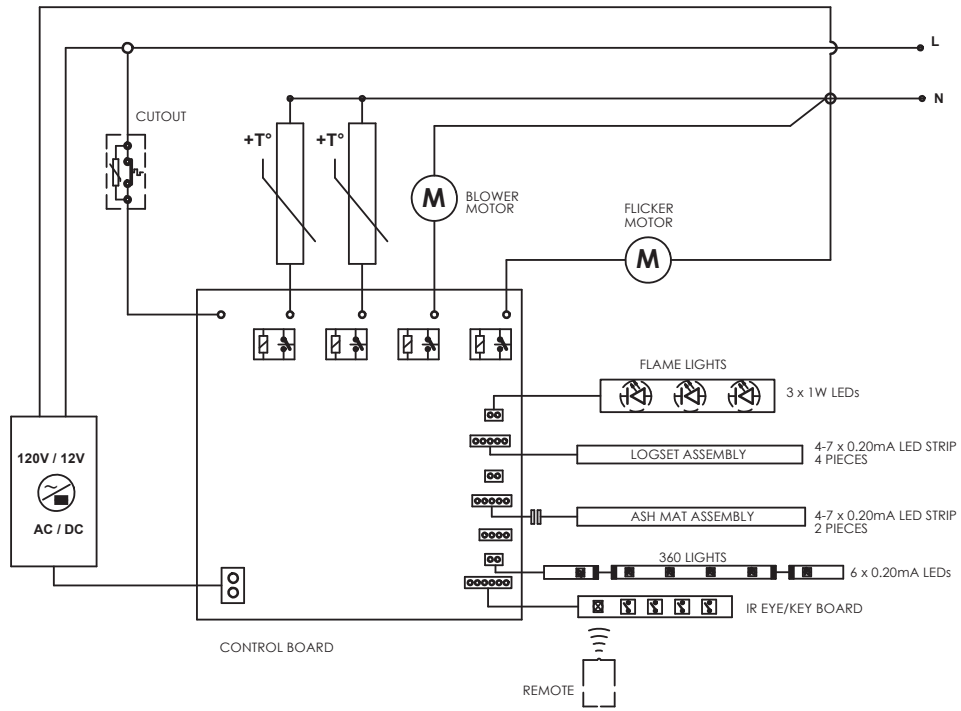 L
N
CUTOUT
+T°
+T°
M
BLOWER
MOTOR
FLICKER
MOTOR
M
FLAME LIGHTS
3 x 1W LEDs
120V / 12V
AC / DC
LOGSET ASSEMBLY
4-7 x 0.20mA LED STRIP
4 PIECES
ASH MAT ASSEMBLY
4-7 x 0.20mA LED STRIP
2 PIECES
360 LIGHTS
6 x 0.20mA LEDs
IR EYE/KEY BOARD
CONTROL BOARD
REMOTE